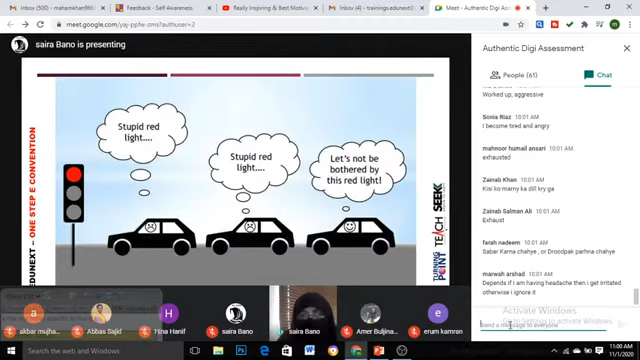 Inbox (500) - mahamkhan966
Feedback - Self Awareness
Really Inspiring & Best Motiva
Inbox (4) - trainings.edunext@
Meet - Authentic Digi Asses
meet.google.com/yaj-ppfw-zms?authuser=2
saira Bano is presenting
Stupid red
light....
Stupid red
light....
Let's not be
bothered by
this red light!
EDUNEXT – ONE STEP E CONVENTION
TURNING
POINT
TEACH
SEEK
akbar mujha...
Abbas Sajid
Hina Hanif
saira Bano
saira Bano
Amer Buljina...
erum kamran
Authentic Digi Assessment
People (61)
Chat
Worked up, aggressive
Sonia Riaz 10:01 AM
I become tired and angry
mahnoor humail ansari 10:01 AM
exhausted
Zainab Khan 10:01 AM
Kisi ko marny ka dill kry ga
Zainab Salman Ali 10:01 AM
Exhaust
farah nadeem 10:01 AM
Sabar Karna chahye , or Droodpak parhna chahye
marwah arshad 10:01 AM
Depends if i am having headache then i get irritated
otherwise i ignore it
Activate Windows
Go to Settings to activate Windows.
Send a message to everyone
Search the web and Windows
11:00 AM